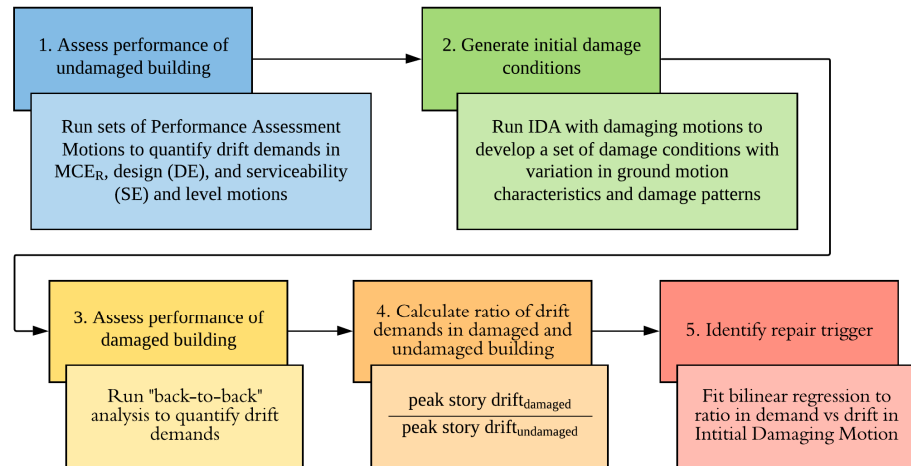 1. Assess performance of
undamaged building
Run sets of Performance Assessment
Motions to quantify drift demands in
MCER, design (DE), and serviceability
(SE) and level motions
2. Generate initial damage
conditions
Run IDA with damaging motions to
develop a set of damage conditions with
variation in ground motion
characteristics and damage patterns
3. Assess performance of
damaged building
Run "back-to-back"
analysis to quantify drift
demands
4. Calculate ratio of drift
demands in damaged and
undamaged building
peak story drift damaged
peak story drift undamaged
5. Identify repair trigger
Fit bilinear regression to
ratio in demand vs drift in
Intitial Damaging Motion